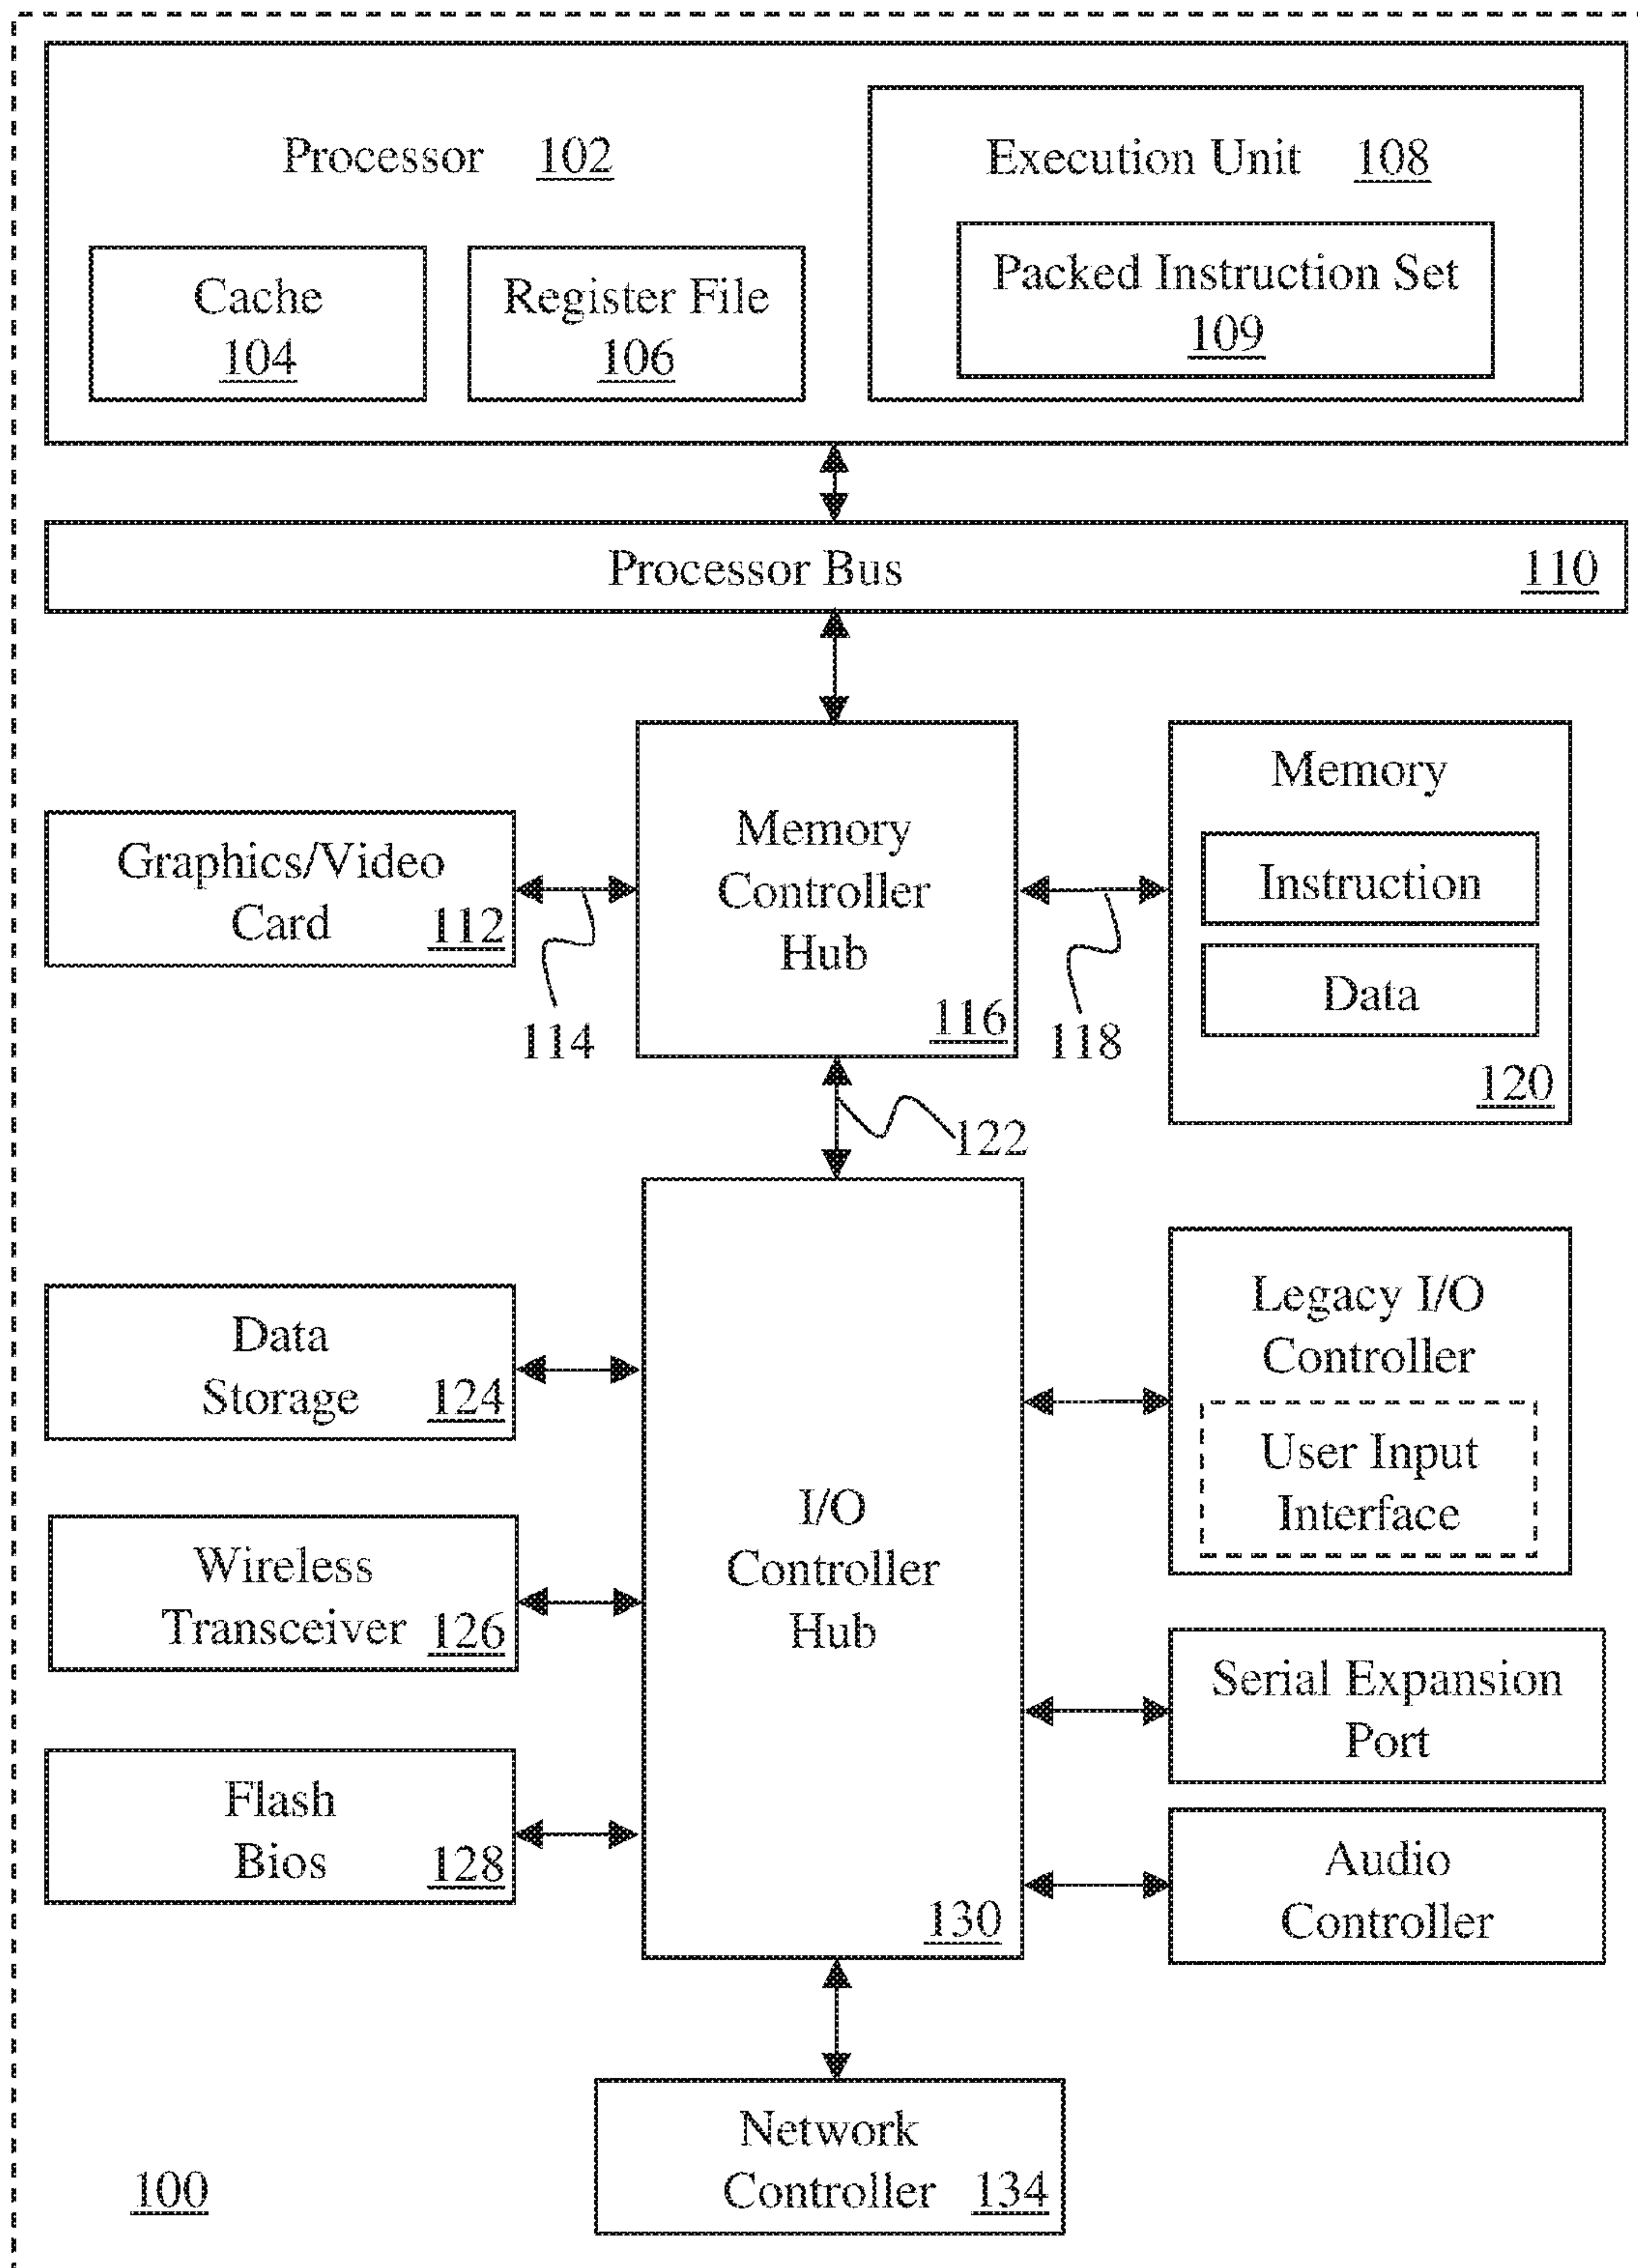 Processor 102
Execution Unit 108
Cache
104
Register File
106
Packed Instruction Set
109
Processor Bus 110
Graphics/Video
Card 112
114
Memory
Controller
Hub
116
118
Memory
Instruction
Data
120
122
Data
Storage 124
Wireless
Transceiver 126
Flash
Bios 128
I/O
Controller
Hub
130
Legacy I/O
Controller
User Input
Interface
Serial Expansion
Port
Audio
Controller
Network
Controller 134
100